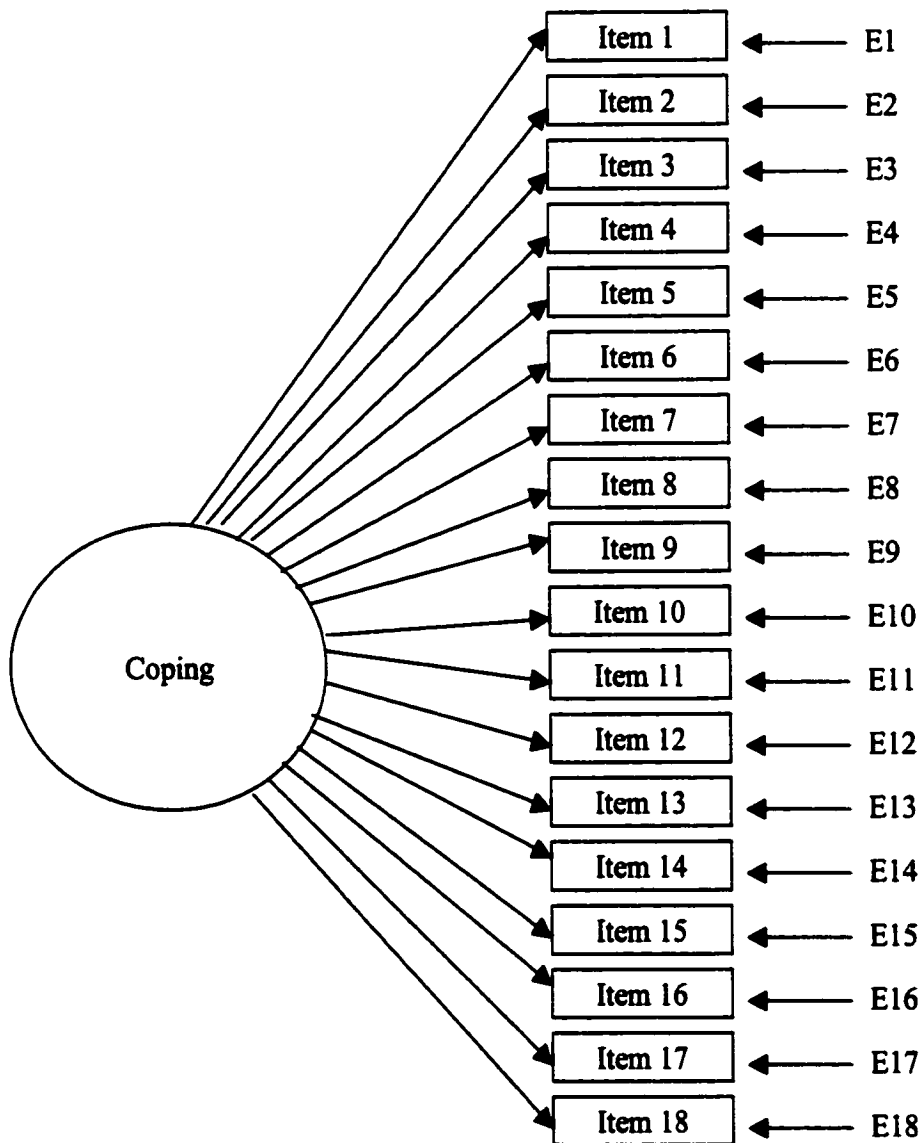 Item 1 E1
Item 2 E2
Item 3 E3
Item 4 E4
Item 5 E5
Item 6 E6
Item 7 E7
Item 8 E8
Item 9 E9
Item 10 E10
Coping
Item 11 E11
Item 12 E12
Item 13 E13
Item 14 E14
Item 15 E15
Item 16 E16
Item 17 E17
Item 18 E18